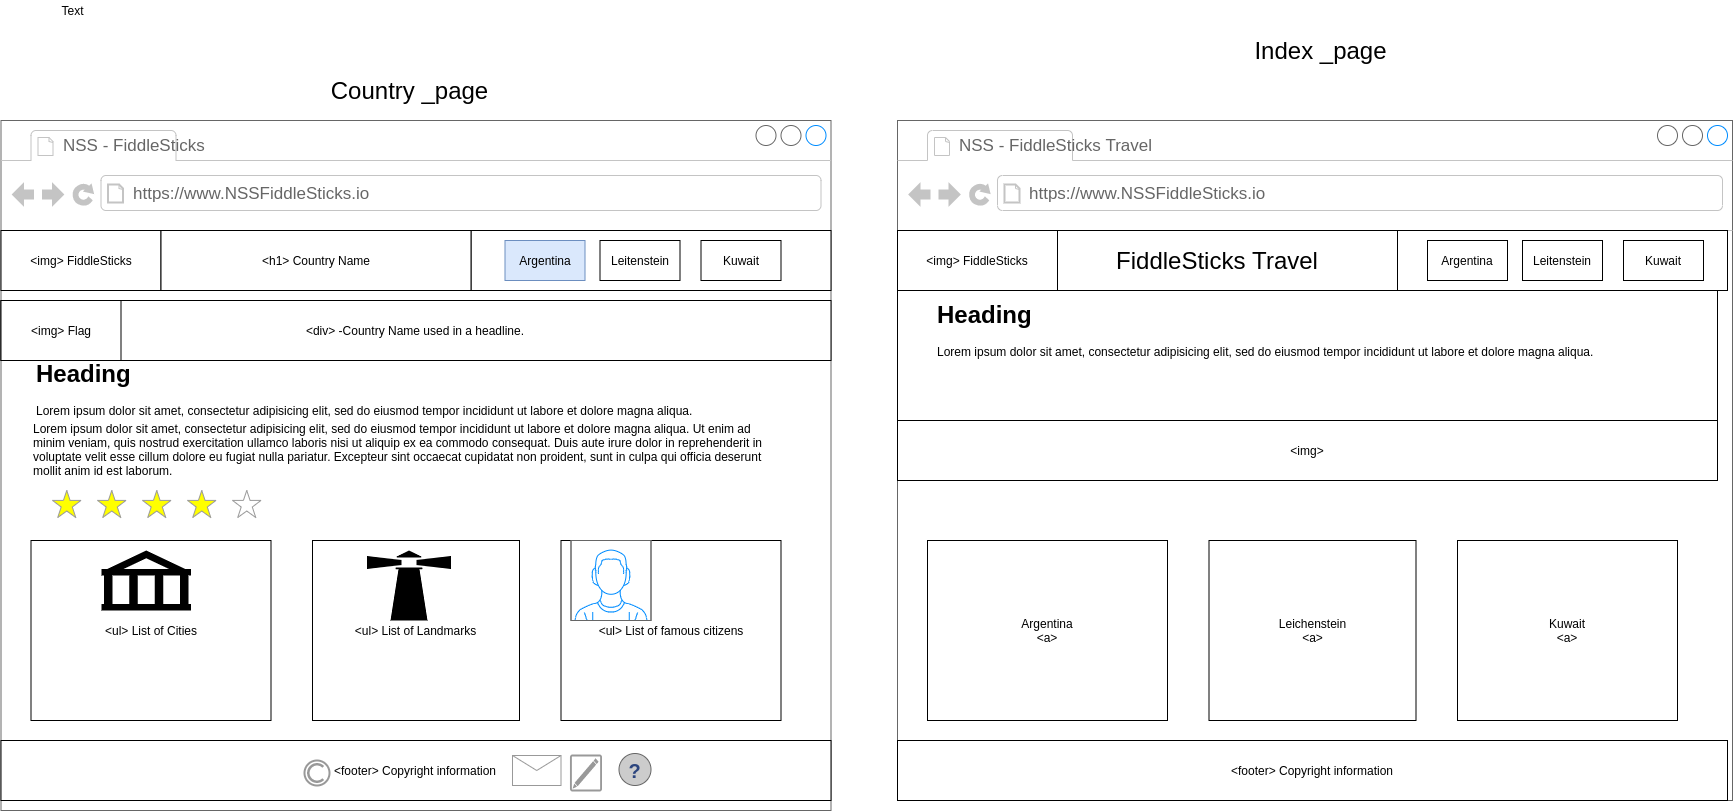 Text
Country _page
NSS - FiddleSticks
https://www.NSSFiddleSticks.io
<img> FiddleSticks
<h1> Country Name
Argentina
Leitenstein
Kuwait
<img> Flag
<div> -Country Name used in a headline.
Heading
Lorem ipsum dolor sit amet, consectetur adipisicing elit, sed do eiusmod tempor incididunt ut labore et dolore magna aliqua.
Lorem ipsum dolor sit amet, consectetur adipisicing elit, sed do eiusmod tempor incididunt ut labore et dolore magna aliqua. Ut enim ad
minim veniam, quis nostrud exercitation ullamco laboris nisi ut aliquip ex ea commodo consequat. Duis aute irure dolor in reprehenderit in
voluptate velit esse cillum dolore eu fugiat nulla pariatur. Excepteur sint occaecat cupidatat non proident, sunt in culpa qui officia deserunt
mollit anim id est laborum.
<ul> List of Cities
<ul> List of Landmarks
<ul> List of famous citizens
© <footer> Copyright information
?
Index _page
NSS - FiddleSticks Travel
https://www.NSSFiddleSticks.io
<img> FiddleSticks
FiddleSticks Travel
Argentina
Leitenstein
Kuwait
Heading
Lorem ipsum dolor sit amet, consectetur adipisicing elit, sed do eiusmod tempor incididunt ut labore et dolore magna aliqua.
<img>
Argentina
<a>
Leichenstein
<a>
Kuwait
<a>
<footer> Copyright information